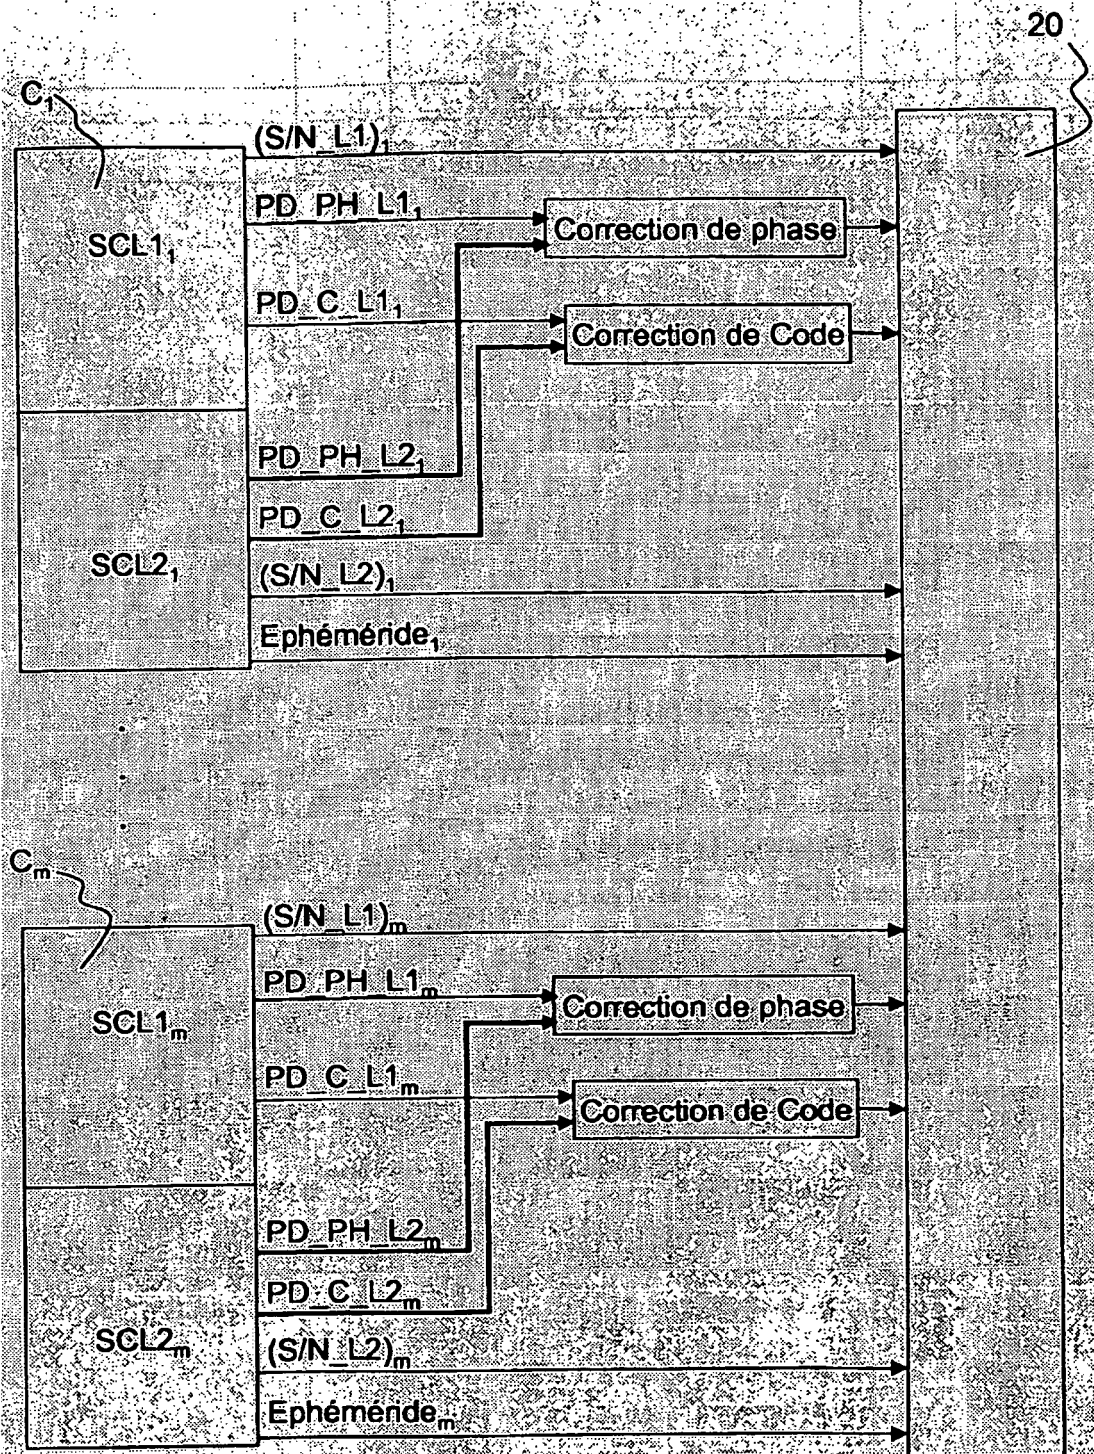 20
C₁
(S/N_L1)₁
PD_PH_L1₁
Correction de phase
SCL1₁
PD_C_L1₁
Correction de Code
PD_PH_L2₁
PD_C_L2₁
SCL2₁
(S/N_L2)₁
Ephéméride₁
Cₘ
(S/N_L1)ₘ
PD_PH_L1ₘ
Correction de phase
SCL1ₘ
PD_C_L1ₘ
Correction de Code
PD_PH_L2ₘ
PD_C_L2ₘ
SCL2ₘ
(S/N_L2)ₘ
Ephémérideₘ